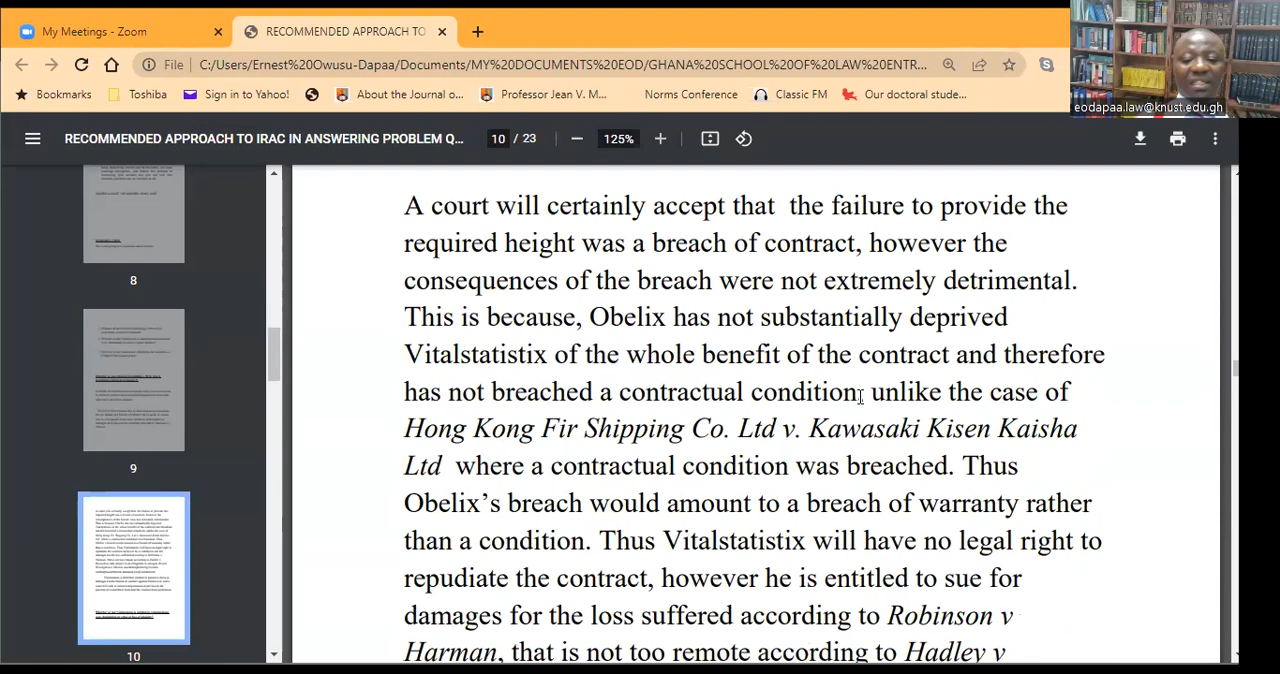 My Meetings - Zoom
RECOMMENDED APPROACH TO
File
C:/Users/Ernest%20Owusu-Dapaa/Documents/MY%20DOCUMENTS%20EOD/GHANA%20SCHOOL%20OF%20LAW%20ENTR...
Bookmarks
Toshiba
Sign in to Yahoo!
About the Journal o...
Professor Jean V. M...
Norms Conference
Classic FM
Our doctoral stude...
eodapaa.law@knust.edu.gh
RECOMMENDED APPROACH TO IRAC IN ANSWERING PROBLEM Q...
10 / 23
125%
8
9
10
A court will certainly accept that the failure to provide the
required height was a breach of contract, however the
consequences of the breach were not extremely detrimental.
This is because, Obelix has not substantially deprived
Vitalstatistix of the whole benefit of the contract and therefore
has not breached a contractual condition, unlike the case of
Hong Kong Fir Shipping Co. Ltd v. Kawasaki Kisen Kaisha
Ltd where a contractual condition was breached. Thus
Obelix’s breach would amount to a breach of warranty rather
than a condition. Thus Vitalstatistix will have no legal right to
repudiate the contract, however he is entitled to sue for
damages for the loss suffered according to Robinson v
Harman, that is not too remote according to Hadley v